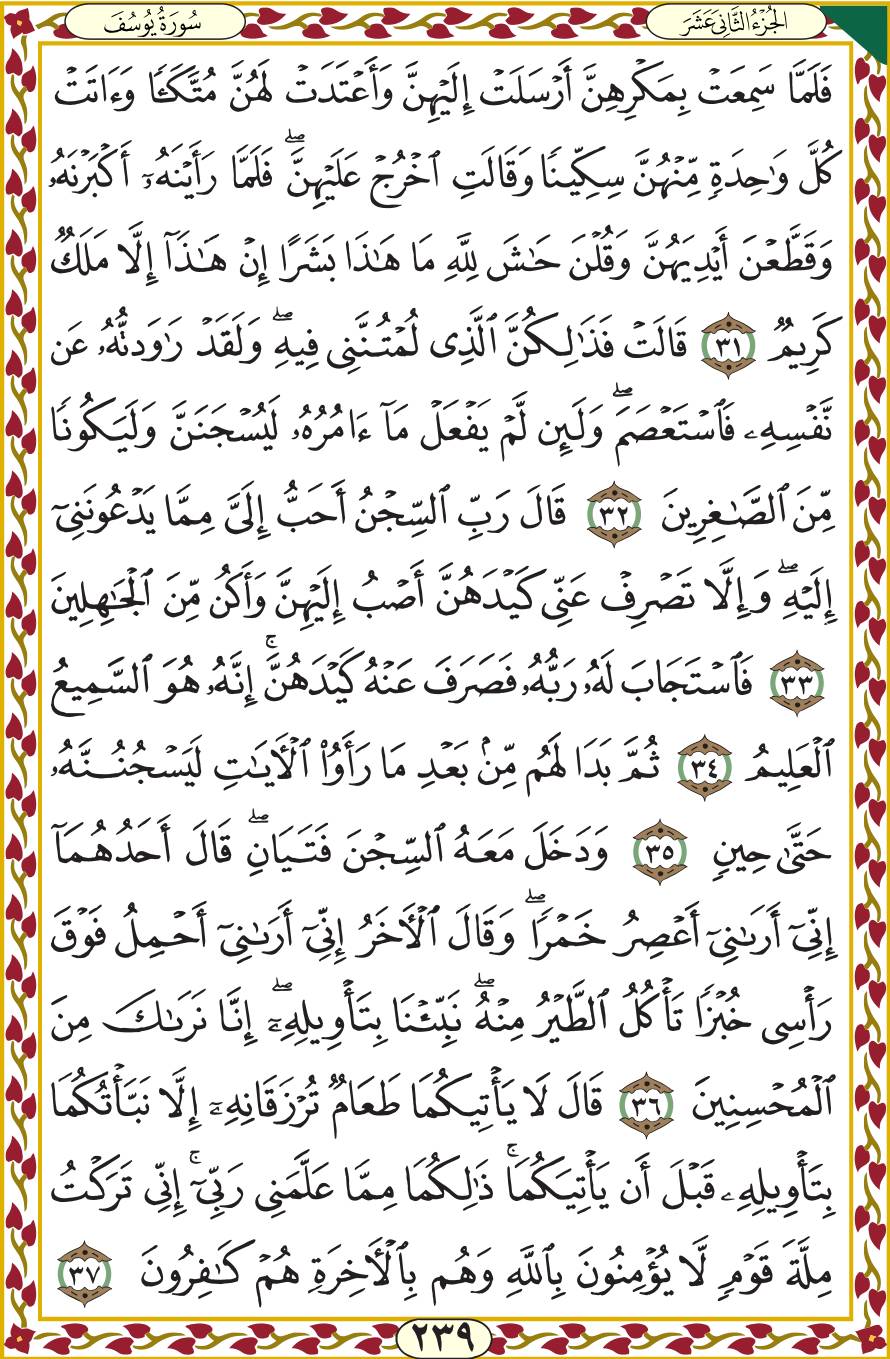 سُورَةُ يُوسُفَ
الجُزْءُ الثَّانِيَ عَشَرَ
فَلَمَّا سَمِعَتْ بِمَكْرِهِنَّ أَرْسَلَتْ إِلَيْهِنَّ وَأَعْتَدَتْ لَهُنَّ مُتَّكَـًٔا وَءَاتَتْ
كُلَّ وَٰحِدَةٍ مِّنْهُنَّ سِكِّينًا وَقَالَتِ ٱخْرُجْ عَلَيْهِنَّ ۖ فَلَمَّا رَأَيْنَهُۥٓ أَكْبَرْنَهُۥ
وَقَطَّعْنَ أَيْدِيَهُنَّ وَقُلْنَ حَـٰشَ لِلَّهِ مَا هَـٰذَا بَشَرًا إِنْ هَـٰذَآ إِلَّا مَلَكٌ
كَرِيمٌ ٣١ قَالَتْ فَذَٰلِكُنَّ ٱلَّذِى لُمْتُنَّنِى فِيهِ ۖ وَلَقَدْ رَٰوَدتُّهُۥ عَن
نَّفْسِهِۦ فَٱسْتَعْصَمَ ۖ وَلَئِن لَّمْ يَفْعَلْ مَآ ءَامُرُهُۥ لَيُسْجَنَنَّ وَلَيَكُونًا
مِّنَ ٱلصَّـٰغِرِينَ ٣٢ قَالَ رَبِّ ٱلسِّجْنُ أَحَبُّ إِلَىَّ مِمَّا يَدْعُونَنِىٓ
إِلَيْهِ ۖ وَإِلَّا تَصْرِفْ عَنِّى كَيْدَهُنَّ أَصْبُ إِلَيْهِنَّ وَأَكُن مِّنَ ٱلْجَـٰهِلِينَ
٣٣ فَٱسْتَجَابَ لَهُۥ رَبُّهُۥ فَصَرَفَ عَنْهُ كَيْدَهُنَّ ۚ إِنَّهُۥ هُوَ ٱلسَّمِيعُ
ٱلْعَلِيمُ ٣٤ ثُمَّ بَدَا لَهُم مِّنۢ بَعْدِ مَا رَأَوُا۟ ٱلْـَٔايَـٰتِ لَيَسْجُنُنَّهُۥ
حَتَّىٰ حِينٍ ٣٥ وَدَخَلَ مَعَهُ ٱلسِّجْنَ فَتَيَانِ ۖ قَالَ أَحَدُهُمَآ
إِنِّىٓ أَرَىٰنِىٓ أَعْصِرُ خَمْرًا ۖ وَقَالَ ٱلْـَٔاخَرُ إِنِّىٓ أَرَىٰنِىٓ أَحْمِلُ فَوْقَ
رَأْسِى خُبْزًا تَأْكُلُ ٱلطَّيْرُ مِنْهُ ۖ نَبِّئْنَا بِتَأْوِيلِهِۦٓ ۖ إِنَّا نَرَىٰكَ مِنَ
ٱلْمُحْسِنِينَ ٣٦ قَالَ لَا يَأْتِيكُمَا طَعَامٌ تُرْزَقَانِهِۦٓ إِلَّا نَبَّأْتُكُمَا
بِتَأْوِيلِهِۦ قَبْلَ أَن يَأْتِيَكُمَا ۚ ذَٰلِكُمَا مِمَّا عَلَّمَنِى رَبِّىٓ ۚ إِنِّى تَرَكْتُ
مِلَّةَ قَوْمٍ لَّا يُؤْمِنُونَ بِٱللَّهِ وَهُم بِٱلْـَٔاخِرَةِ هُمْ كَـٰفِرُونَ ٣٧
٢٣٩